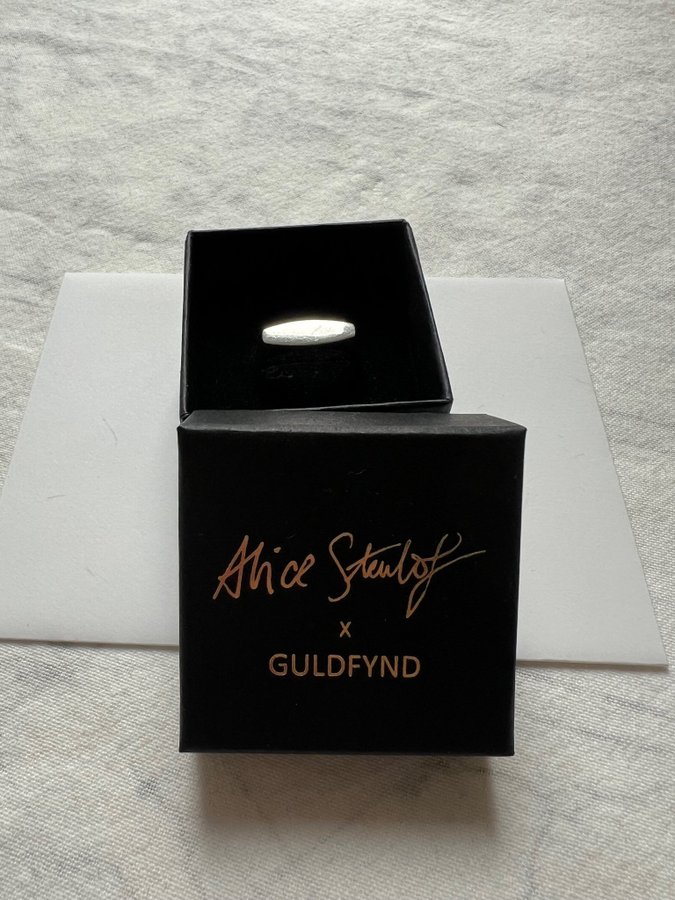 Alice Stenlöf
x
GULDFYND